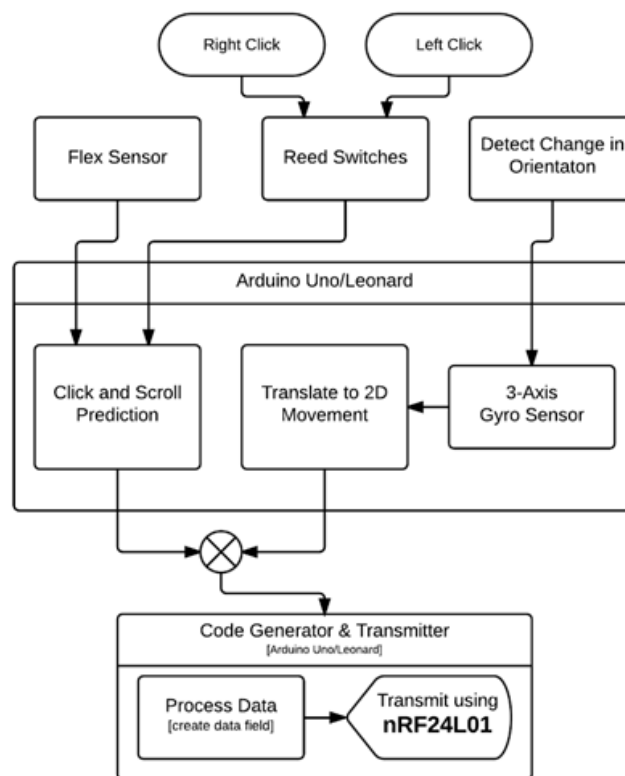 Right Click
Left Click
Flex Sensor
Reed Switches
Detect Change in
Orientaton
Arduino Uno/Leonard
Click and Scroll
Prediction
Translate to 2D
Movement
3-Axis
Gyro Sensor
Code Generator & Transmitter
[Arduino Uno/Leonard]
Process Data
[create data field]
Transmit using
nRF24L01